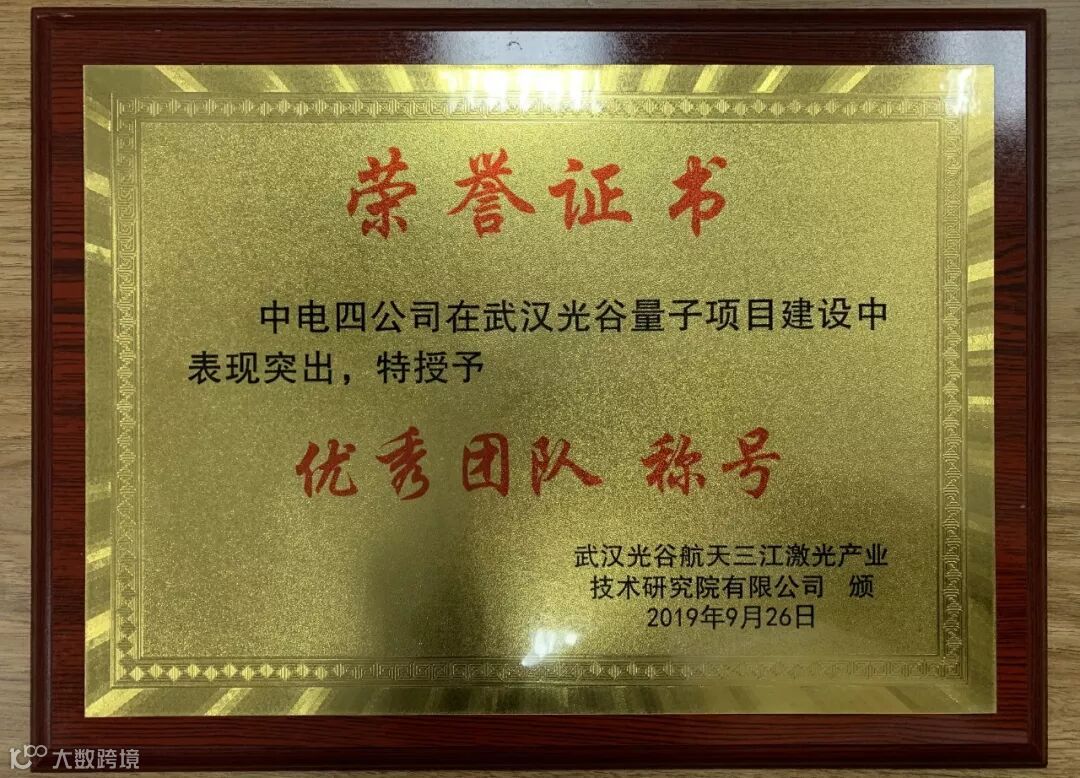 荣誉证书
中电四公司在武汉光谷量子项目建设中
表现突出，特授予
优秀团队 称号
武汉光谷航天三江激光产业
技术研究院有限公司 颁
2019年9月26日
大数跨境